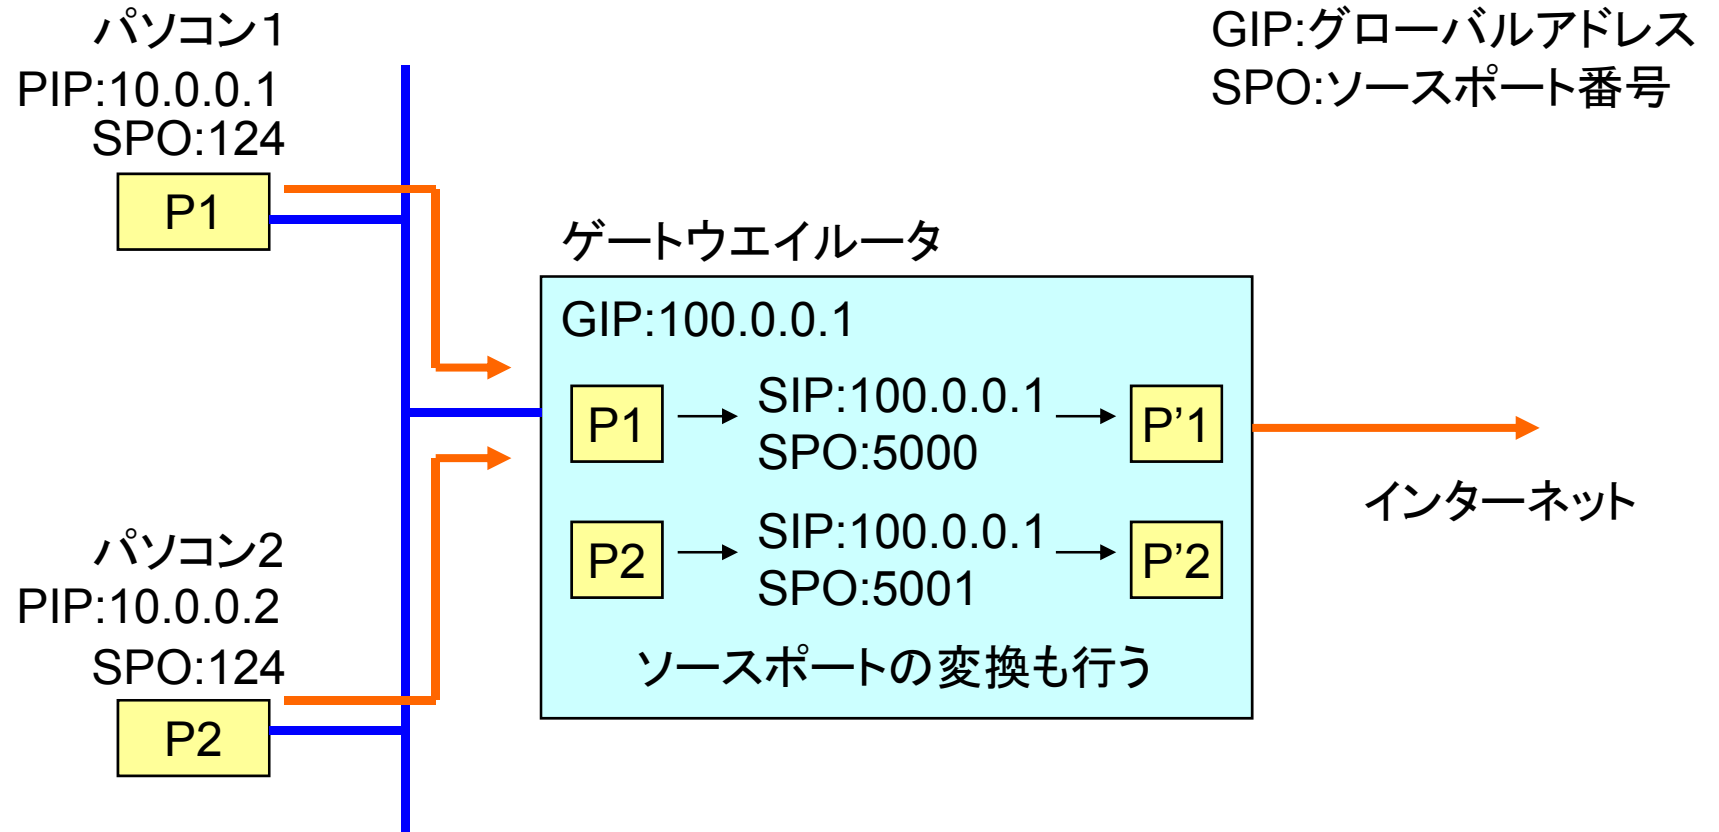 パソコン1
PIP:10.0.0.1
SPO:124
P1
GIP:グローバルアドレス
SPO:ソースポート番号
ゲートウエイルータ
GIP:100.0.0.1
P1
SIP:100.0.0.1
SPO:5000
P’1
P2
SIP:100.0.0.1
SPO:5001
P’2
ソースポートの変換も行う
インターネット
パソコン2
PIP:10.0.0.2
SPO:124
P2